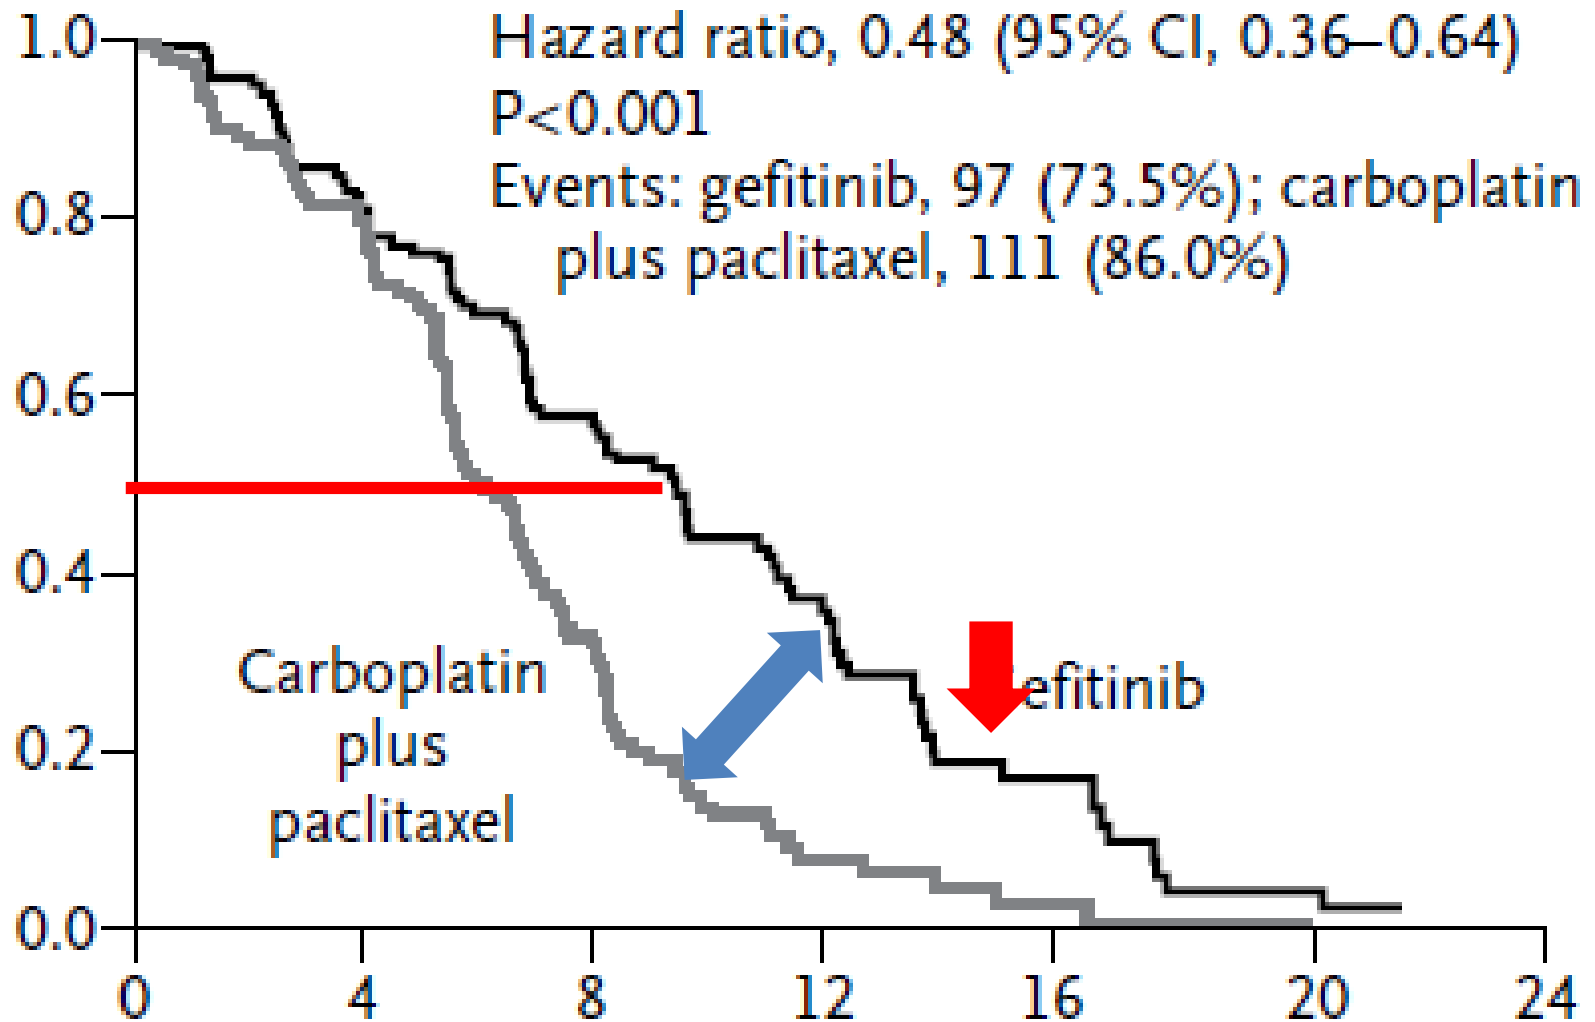 1.0
Hazard ratio, 0.48 (95% CI, 0.36–0.64)
P<0.001
Events: gefitinib, 97 (73.5%); carboplatin
plus paclitaxel, 111 (86.0%)
0.8
0.6
0.4
0.2
0.0
Carboplatin
plus
paclitaxel
efitinib
0 4 8 12 16 20 24